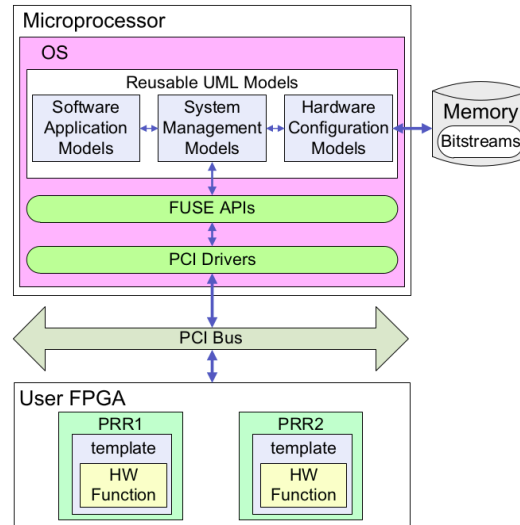 Microprocessor
OS
Reusable UML Models
Software
Application
Models
System
Management
Models
Hardware
Configuration
Models
Memory
Bitstreams
FUSE APIs
PCI Drivers
PCI Bus
User FPGA
PRR1
template
HW
Function
PRR2
template
HW
Function